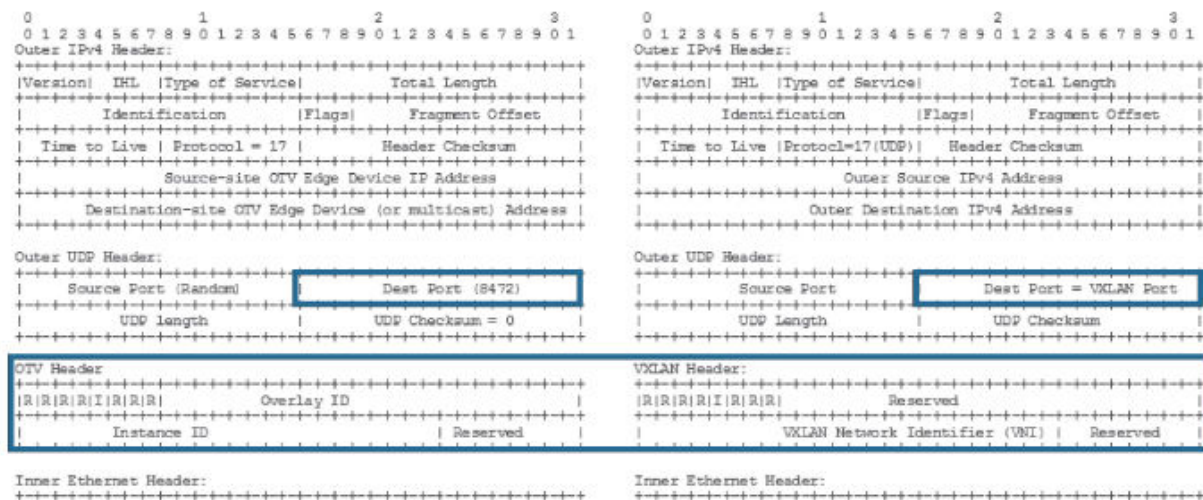 0 1 2 3
0 1 2 3 4 5 6 7 8 9 0 1 2 3 4 5 6 7 8 9 0 1 2 3 4 5 6 7 8 9 0 1
Outer IPv4 Header:
+-+-+-+-+-+-+-+-+-+-+-+-+-+-+-+-+-+-+-+-+-+-+-+-+-+-+-+-+-+-+-+-+
|Version| IHL |Type of Service| Total Length |
+-+-+-+-+-+-+-+-+-+-+-+-+-+-+-+-+-+-+-+-+-+-+-+-+-+-+-+-+-+-+-+-+
| Identification |Flags| Fragment Offset |
+-+-+-+-+-+-+-+-+-+-+-+-+-+-+-+-+-+-+-+-+-+-+-+-+-+-+-+-+-+-+-+-+
| Time to Live | Protocol = 17 | Header Checksum |
+-+-+-+-+-+-+-+-+-+-+-+-+-+-+-+-+-+-+-+-+-+-+-+-+-+-+-+-+-+-+-+-+
| Source-site OTV Edge Device IP Address |
+-+-+-+-+-+-+-+-+-+-+-+-+-+-+-+-+-+-+-+-+-+-+-+-+-+-+-+-+-+-+-+-+
| Destination-site OTV Edge Device (or multicast) Address |
+-+-+-+-+-+-+-+-+-+-+-+-+-+-+-+-+-+-+-+-+-+-+-+-+-+-+-+-+-+-+-+-+
Outer UDP Header:
+-+-+-+-+-+-+-+-+-+-+-+-+-+-+-+-+-+-+-+-+-+-+-+-+-+-+-+-+-+-+-+-+
| Source Port (Random) | Dest Port (8472) |
+-+-+-+-+-+-+-+-+-+-+-+-+-+-+-+-+-+-+-+-+-+-+-+-+-+-+-+-+-+-+-+-+
| UDP length | UDP Checksum = 0 |
+-+-+-+-+-+-+-+-+-+-+-+-+-+-+-+-+-+-+-+-+-+-+-+-+-+-+-+-+-+-+-+-+
OTV Header
+-+-+-+-+-+-+-+-+-+-+-+-+-+-+-+-+-+-+-+-+-+-+-+-+-+-+-+-+-+-+-+-+
|R|R|R|R|I|R|R|R| Overlay ID |
+-+-+-+-+-+-+-+-+-+-+-+-+-+-+-+-+-+-+-+-+-+-+-+-+-+-+-+-+-+-+-+-+
| Instance ID | Reserved |
+-+-+-+-+-+-+-+-+-+-+-+-+-+-+-+-+-+-+-+-+-+-+-+-+-+-+-+-+-+-+-+-+
Inner Ethernet Header:
+-+-+-+-+-+-+-+-+-+-+-+-+-+-+-+-+-+-+-+-+-+-+-+-+-+-+-+-+-+-+-+-+
0 1 2 3
0 1 2 3 4 5 6 7 8 9 0 1 2 3 4 5 6 7 8 9 0 1 2 3 4 5 6 7 8 9 0 1
Outer IPv4 Header:
+-+-+-+-+-+-+-+-+-+-+-+-+-+-+-+-+-+-+-+-+-+-+-+-+-+-+-+-+-+-+-+-+
|Version| IHL |Type of Service| Total Length |
+-+-+-+-+-+-+-+-+-+-+-+-+-+-+-+-+-+-+-+-+-+-+-+-+-+-+-+-+-+-+-+-+
| Identification |Flags| Fragment Offset |
+-+-+-+-+-+-+-+-+-+-+-+-+-+-+-+-+-+-+-+-+-+-+-+-+-+-+-+-+-+-+-+-+
| Time to Live |Protocl=17(UDP)| Header Checksum |
+-+-+-+-+-+-+-+-+-+-+-+-+-+-+-+-+-+-+-+-+-+-+-+-+-+-+-+-+-+-+-+-+
| Outer Source IPv4 Address |
+-+-+-+-+-+-+-+-+-+-+-+-+-+-+-+-+-+-+-+-+-+-+-+-+-+-+-+-+-+-+-+-+
| Outer Destination IPv4 Address |
+-+-+-+-+-+-+-+-+-+-+-+-+-+-+-+-+-+-+-+-+-+-+-+-+-+-+-+-+-+-+-+-+
Outer UDP Header:
+-+-+-+-+-+-+-+-+-+-+-+-+-+-+-+-+-+-+-+-+-+-+-+-+-+-+-+-+-+-+-+-+
| Source Port | Dest Port = VXLAN Port
+-+-+-+-+-+-+-+-+-+-+-+-+-+-+-+-+-+-+-+-+-+-+-+-+-+-+-+-+-+-+-+-+
| UDP Length | UDP Checksum |
+-+-+-+-+-+-+-+-+-+-+-+-+-+-+-+-+-+-+-+-+-+-+-+-+-+-+-+-+-+-+-+-+
VXLAN Header:
+-+-+-+-+-+-+-+-+-+-+-+-+-+-+-+-+-+-+-+-+-+-+-+-+-+-+-+-+-+-+-+-+
|R|R|R|R|I|R|R|R| Reserved |
+-+-+-+-+-+-+-+-+-+-+-+-+-+-+-+-+-+-+-+-+-+-+-+-+-+-+-+-+-+-+-+-+
| VXLAN Network Identifier (VNI) | Reserved |
+-+-+-+-+-+-+-+-+-+-+-+-+-+-+-+-+-+-+-+-+-+-+-+-+-+-+-+-+-+-+-+-+
Inner Ethernet Header:
+-+-+-+-+-+-+-+-+-+-+-+-+-+-+-+-+-+-+-+-+-+-+-+-+-+-+-+-+-+-+-+-+